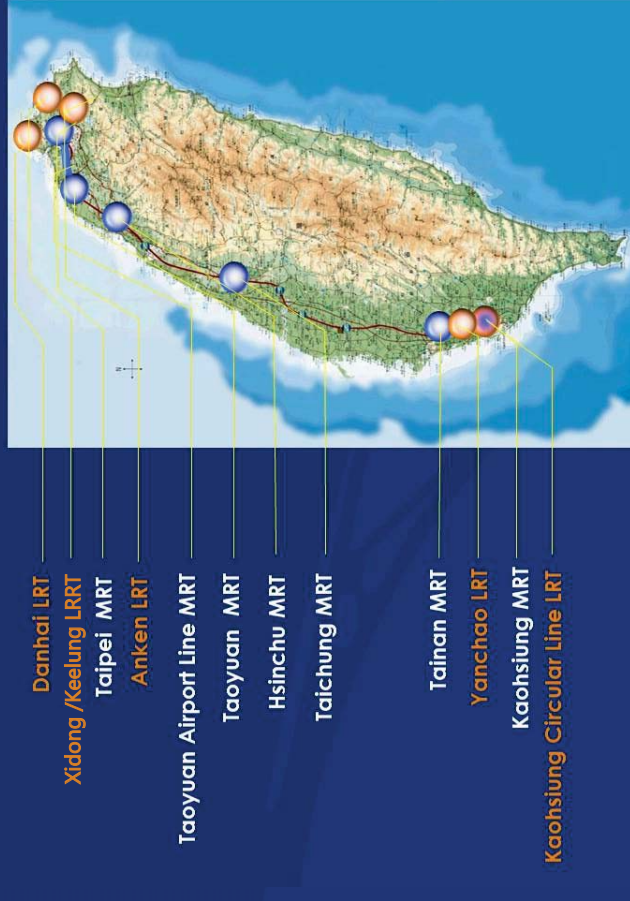 Danhai LRT
Xidong /Keelung LRRT
Taipei MRT
Anken LRT
Taoyuan Airport Line MRT
Taoyuan MRT
Hsinchu MRT
Taichung MRT
Tainan MRT
Yanchao LRT
Kaohsiung MRT
Kaohsiung Circular Line LRT
N